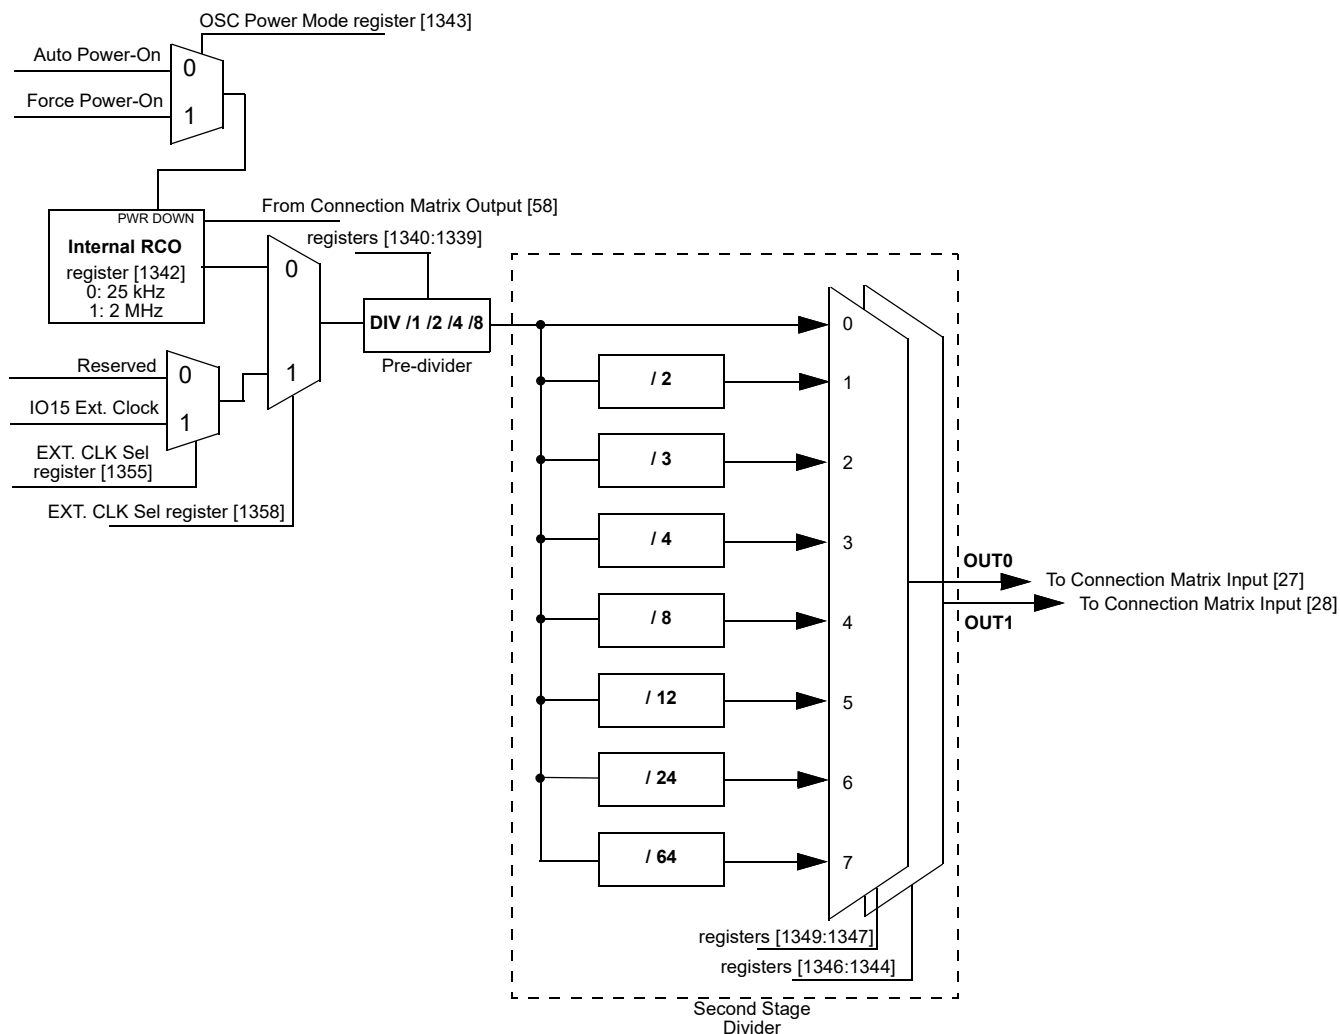 OSC Power Mode register [1343]
Auto Power-On
0
Force Power-On
1
PWR DOWN
From Connection Matrix Output [58]
Internal RCO
register [1342]
0: 25 kHz
1: 2 MHz
registers [1340:1339]
0
1
DIV /1 /2 /4 /8
Pre-divider
Reserved
0
IO15 Ext. Clock
1
EXT. CLK Sel
register [1355]
EXT. CLK Sel register [1358]
0
/ 2
1
/ 3
2
/ 4
3
/ 8
4
/ 12
5
/ 24
6
/ 64
7
OUT0
To Connection Matrix Input [27]
To Connection Matrix Input [28]
OUT1
registers [1349:1347]
registers [1346:1344]
Second Stage
Divider